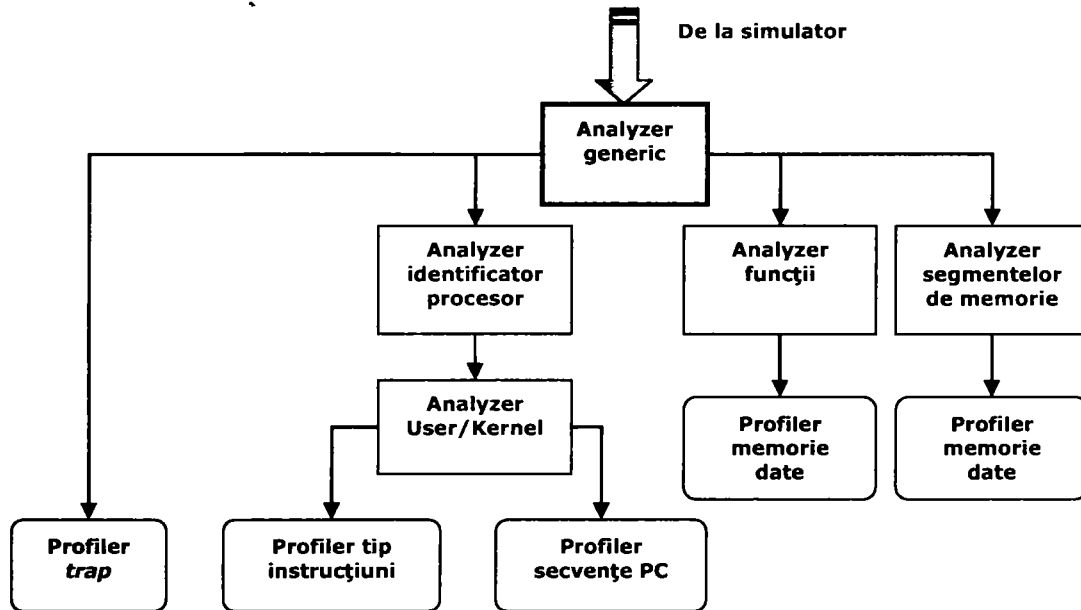 De la simulator
Analyzer
generic
Analyzer
identificator
procesor
Analyzer
funcţii
Analyzer
segmentelor
de memorie
Analyzer
User/Kernel
Profiler
memorie
date
Profiler
memorie
date
Profiler
trap
Profiler tip
instrucţiuni
Profiler
secvenţe PC